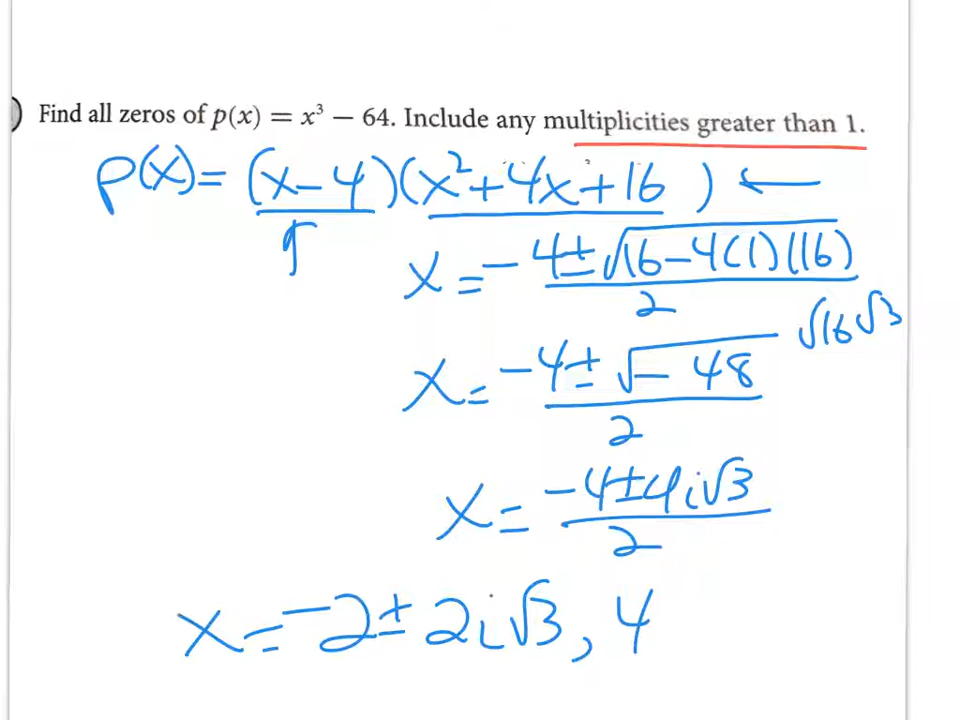 ) Find all zeros of p(x) = x³ − 64. Include any multiplicities greater than 1.
p(x) = (x−4)(x²+4x+16) ←
x = −4±√16−4(1)(16) / 2
√16√3
x = −4±√−48 / 2
x = −4±4i√3 / 2
x = −2±2i√3, 4